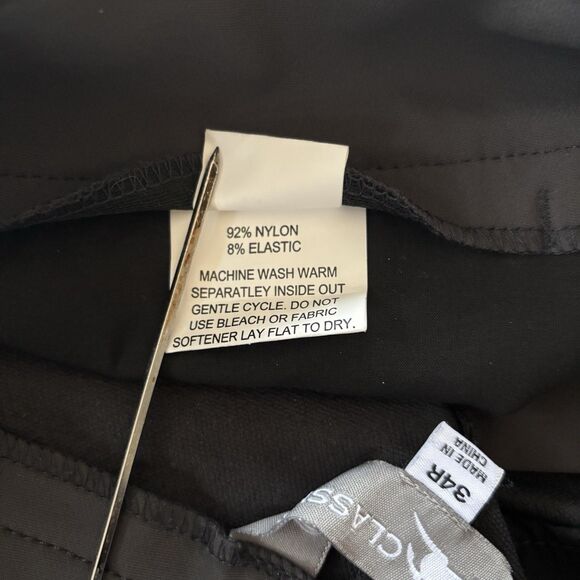 92% NYLON
8% ELASTIC
MACHINE WASH WARM
SEPARATLEY INSIDE OUT
GENTLE CYCLE. DO NOT
USE BLEACH OR FABRIC
SOFTENER LAY FLAT TO DRY.
34R
MADE IN
CHINA